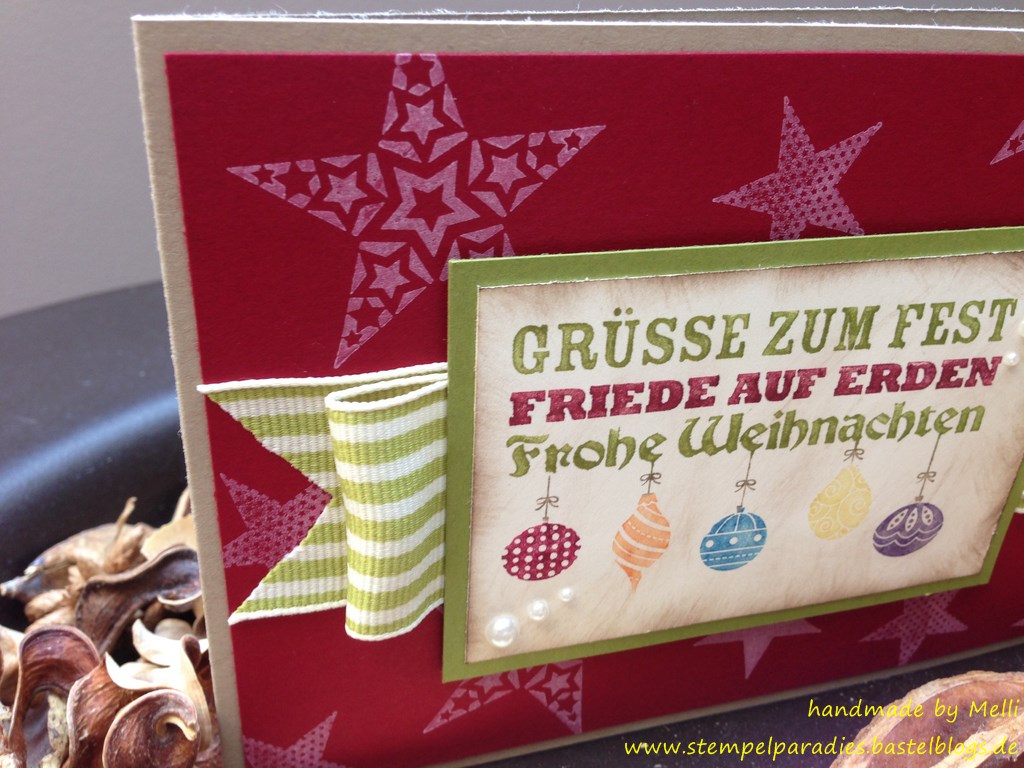 GRÜSSE ZUM FEST
FRIEDE AUF ERDEN
Frohe Weihnachten
handmade by Melli
www.stempelparadies.bastelblogs.de